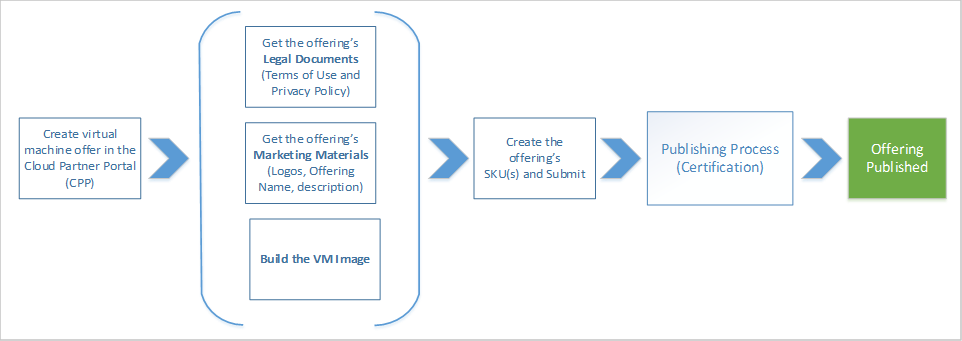 Create virtual
machine offer in the
Cloud Partner Portal
(CPP)
Get the offering's
Legal Documents
(Terms of Use and
Privacy Policy)
Get the offering's
Marketing Materials
(Logos, Offering
Name, description)
Build the VM Image
Create the
offering's
SKU(s) and Submit
Publishing Process
(Certification)
Offering
Published